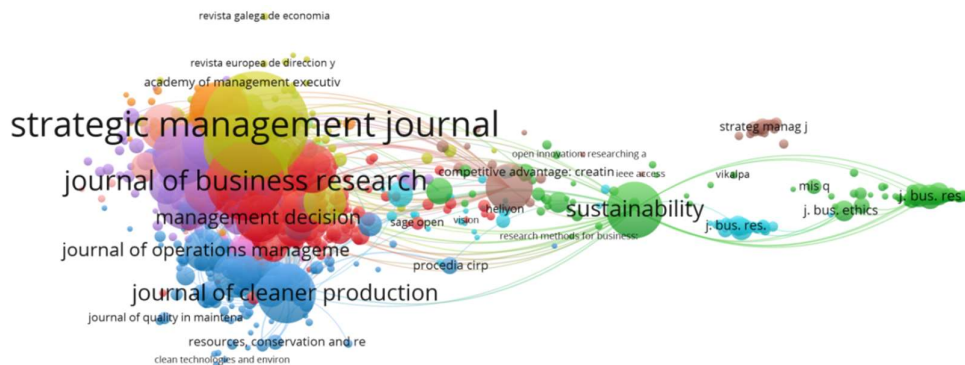 revista galega de economia
revista europea de direccion y
academy of management executiv
strategic management journal
strateg manag j
open innovation: researching a
competitive advantage: creatin
ieee access
vikalpa
journal of business research
mis q
j. bus. res
heliyon
sustainability
j. bus. ethics
management decision
sage open
vision
j. bus. res.
research methods for business:
journal of operations manageme
procedia cirp
journal of cleaner production
journal of quality in maintena
resources, conservation and re
clean technologies and environ